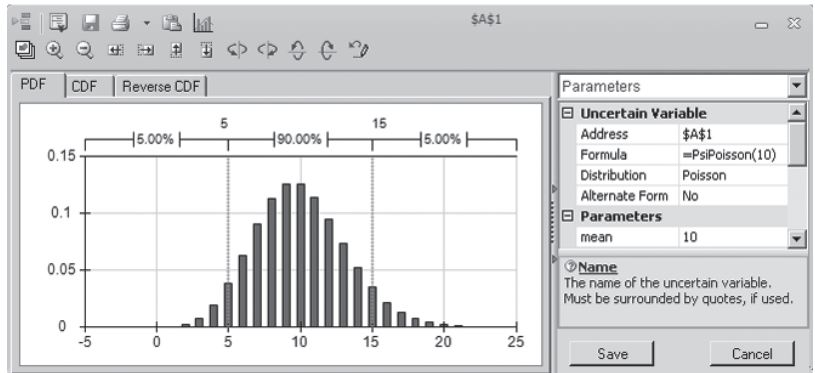 $A$1
PDF CDF Reverse CDF
5 15
5.00% 90.00% 5.00%
0.15
0.1
0.05
0
-5 0 5 10 15 20 25
Parameters
Uncertain Variable
Address $A$1
Formula =PsiPoisson(10)
Distribution Poisson
Alternate Form No
Parameters
mean 10
Name
The name of the uncertain variable.
Must be surrounded by quotes, if used.
Save Cancel